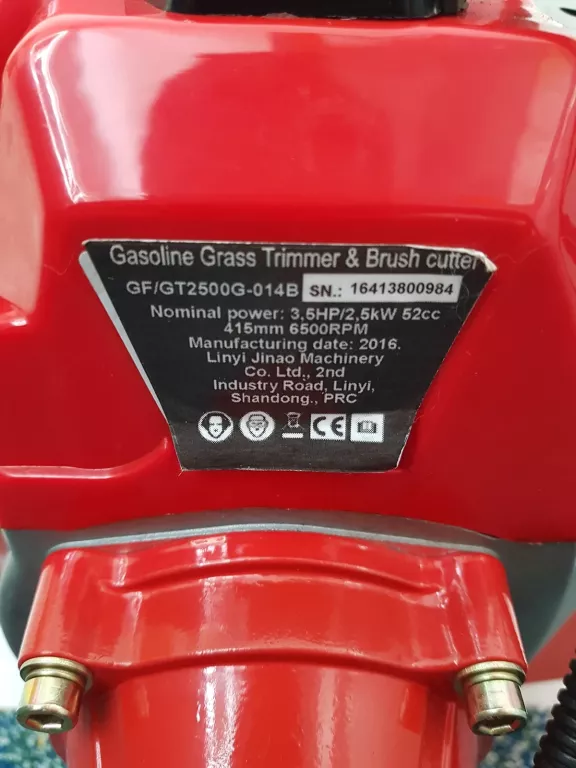 Gasoline Grass Trimmer & Brush cutter
GF/GT2500G-014B SN.: 16413800984
Nominal power: 3,5HP/2,5kW 52cc
415mm 6500RPM
Manufacturing date: 2016.
Linyi Jinao Machinery
Co. Ltd., 2nd
Industry Road, Linyi,
Shandong., PRC
CE